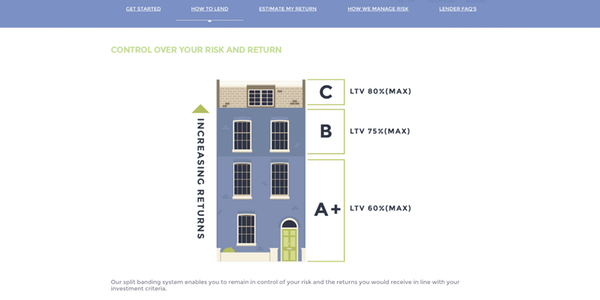 GET STARTED
HOW TO LEND
ESTIMATE MY RETURN
HOW WE MANAGE RISK
LENDER FAQ'S
CONTROL OVER YOUR RISK AND RETURN
INCREASING RETURNS
C LTV 80%(MAX)
B LTV 75%(MAX)
A+ LTV 60%(MAX)
Our split banding system enables you to remain in control of your risk and the returns you would receive in line with your
investment criteria.